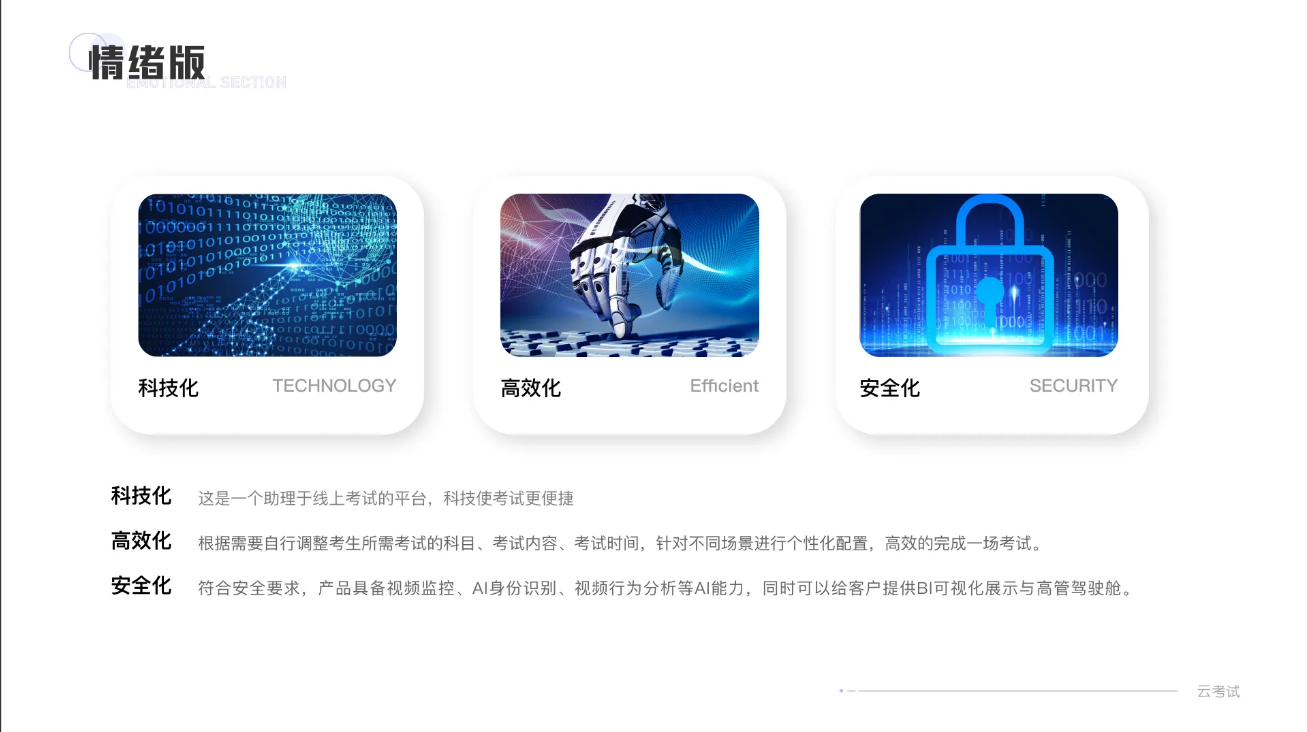 情绪版
EMOTIONAL SECTION
科技化 TECHNOLOGY
高效化 Efficient
安全化 SECURITY
科技化 这是一个助理于线上考试的平台，科技使考试更便捷
高效化 根据需要自行调整考生所需考试的科目、考试内容、考试时间，针对不同场景进行个性化配置，高效的完成一场考试。
安全化 符合安全要求，产品具备视频监控、AI身份识别、视频行为分析等AI能力，同时可以给客户提供BI可视化展示与高管驾驶舱。
云考试